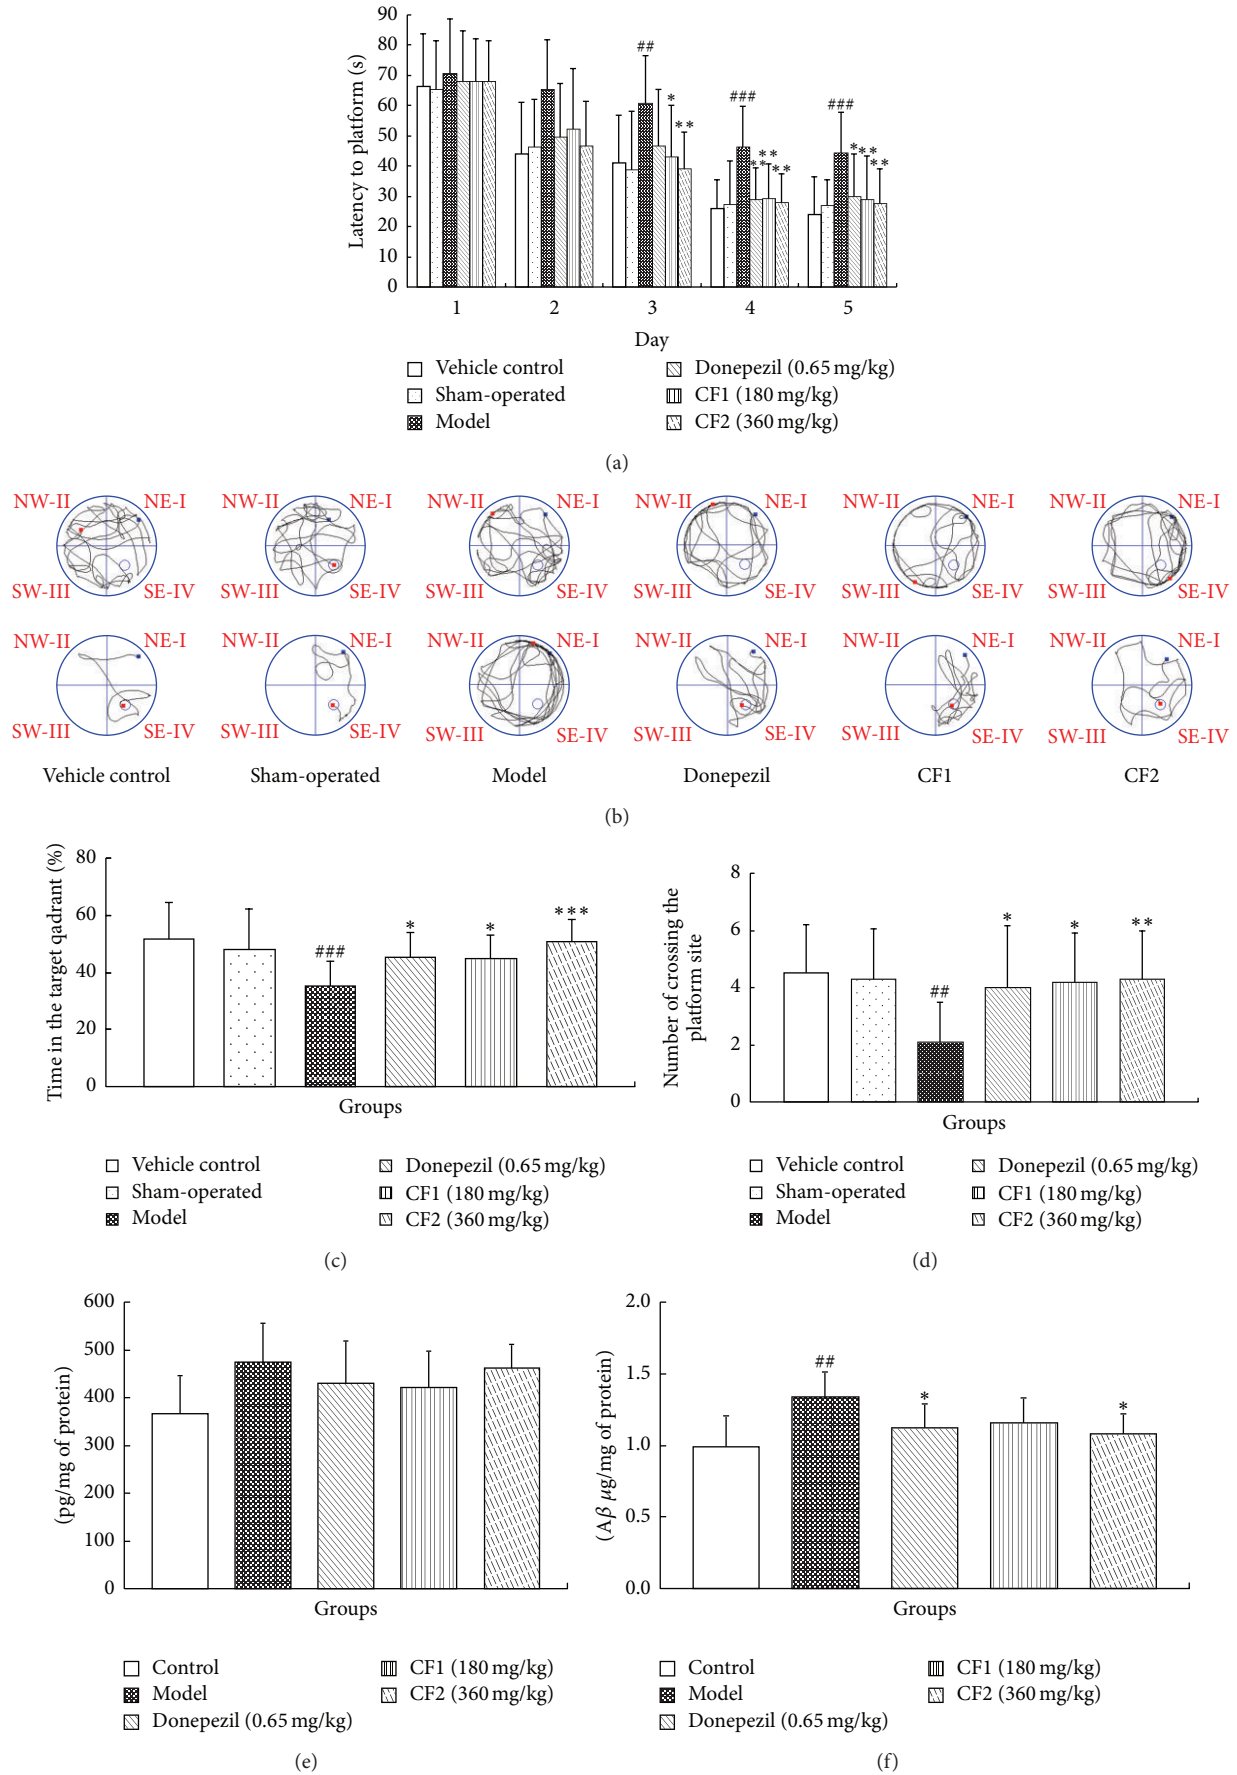 90
80
70
60
50
40
30
20
10
0
Latency to platform (s)
##
*
**
###
**
**
**
###
*
**
**
1 2 3 4 5
Day
Vehicle control
Sham-operated
Model
Donepezil (0.65 mg/kg)
CF1 (180 mg/kg)
CF2 (360 mg/kg)
(a)
NW-II NE-I NW-II NE-I NW-II NE-I NW-II NE-I NW-II NE-I NW-II NE-I
SW-III SE-IV SW-III SE-IV SW-III SE-IV SW-III SE-IV SW-III SE-IV SW-III SE-IV
NW-II NE-I NW-II NE-I NW-II NE-I NW-II NE-I NW-II NE-I NW-II NE-I
SW-III SE-IV SW-III SE-IV SW-III SE-IV SW-III SE-IV SW-III SE-IV SW-III SE-IV
Vehicle control Sham-operated Model Donepezil CF1 CF2
(b)
80
60
40
20
0
Time in the target qadrant (%)
###
*
*
***
Groups
Vehicle control
Sham-operated
Model
Donepezil (0.65 mg/kg)
CF1 (180 mg/kg)
CF2 (360 mg/kg)
(c)
8
6
4
2
0
Number of crossing the
platform site
##
*
*
**
Groups
Vehicle control
Sham-operated
Model
Donepezil (0.65 mg/kg)
CF1 (180 mg/kg)
CF2 (360 mg/kg)
(d)
600
500
400
300
200
100
0
(pg/mg of protein)
Groups
Control
Model
Donepezil (0.65 mg/kg)
CF1 (180 mg/kg)
CF2 (360 mg/kg)
(e)
2.0
1.5
1.0
0.5
0.0
(Aβ μg/mg of protein)
##
*
*
Groups
Control
Model
Donepezil (0.65 mg/kg)
CF1 (180 mg/kg)
CF2 (360 mg/kg)
(f)